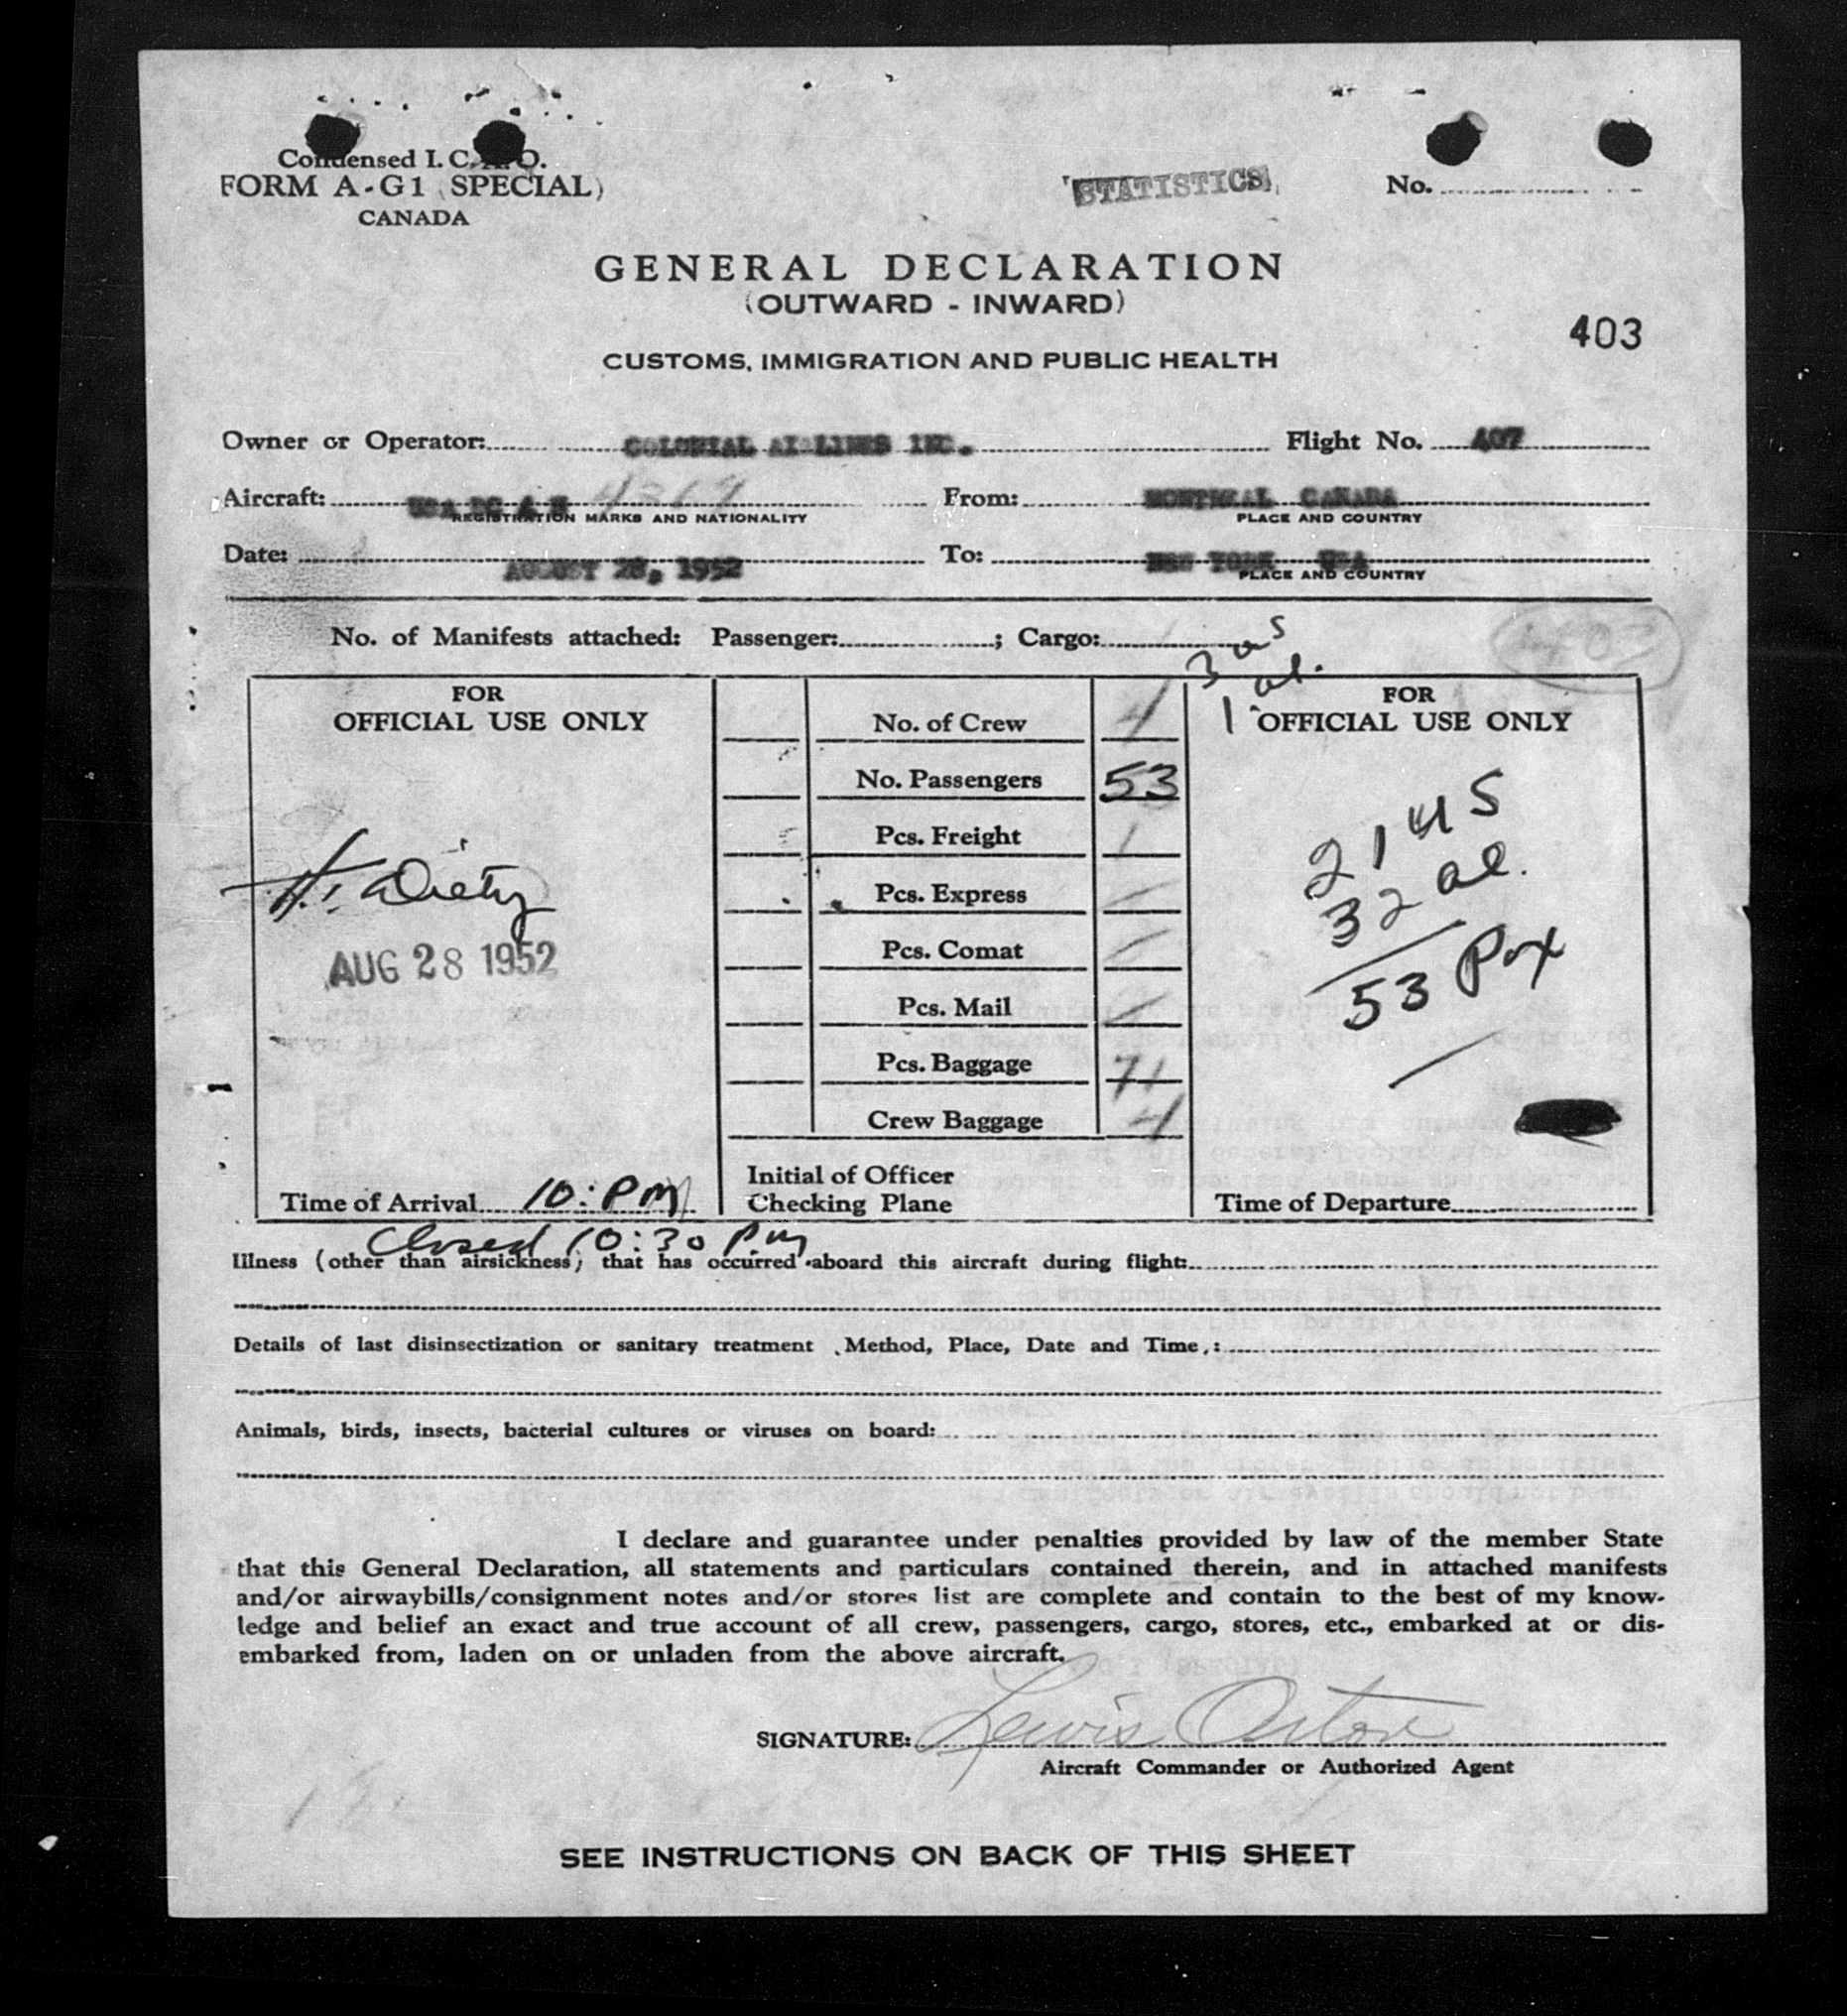 Condensed I. C. A. O.
FORM A-G1 (SPECIAL)
CANADA
STATISTICS
No.
GENERAL DECLARATION
(OUTWARD - INWARD)
403
CUSTOMS, IMMIGRATION AND PUBLIC HEALTH
Owner or Operator: COLONIAL AIRLINES INC. Flight No. 407
Aircraft: USA DC 4 N From: MONTREAL CANADA
REGISTRATION MARKS AND NATIONALITY PLACE AND COUNTRY
Date: AUGUST 28, 1952 To: NEW YORK USA
PLACE AND COUNTRY
No. of Manifests attached: Passenger: ; Cargo:
3 us
1 al.
FOR
OFFICIAL USE ONLY
AUG 28 1952
Time of Arrival 10: PM
Closed 10:30 P.m
No. of Crew 4
No. Passengers 53
Pcs. Freight /
Pcs. Express /
Pcs. Comat /
Pcs. Mail /
Pcs. Baggage 71
Crew Baggage 4
Initial of Officer
Checking Plane
FOR
OFFICIAL USE ONLY
21 US
32 al.
53 Pax
Time of Departure
Illness (other than airsickness) that has occurred aboard this aircraft during flight:
Details of last disinsectization or sanitary treatment (Method, Place, Date and Time):
Animals, birds, insects, bacterial cultures or viruses on board:
I declare and guarantee under penalties provided by law of the member State
that this General Declaration, all statements and particulars contained therein, and in attached manifests
and/or airwaybills/consignment notes and/or stores list are complete and contain to the best of my know-
ledge and belief an exact and true account of all crew, passengers, cargo, stores, etc., embarked at or dis-
embarked from, laden on or unladen from the above aircraft.
SIGNATURE: Lewis
Aircraft Commander or Authorized Agent
SEE INSTRUCTIONS ON BACK OF THIS SHEET